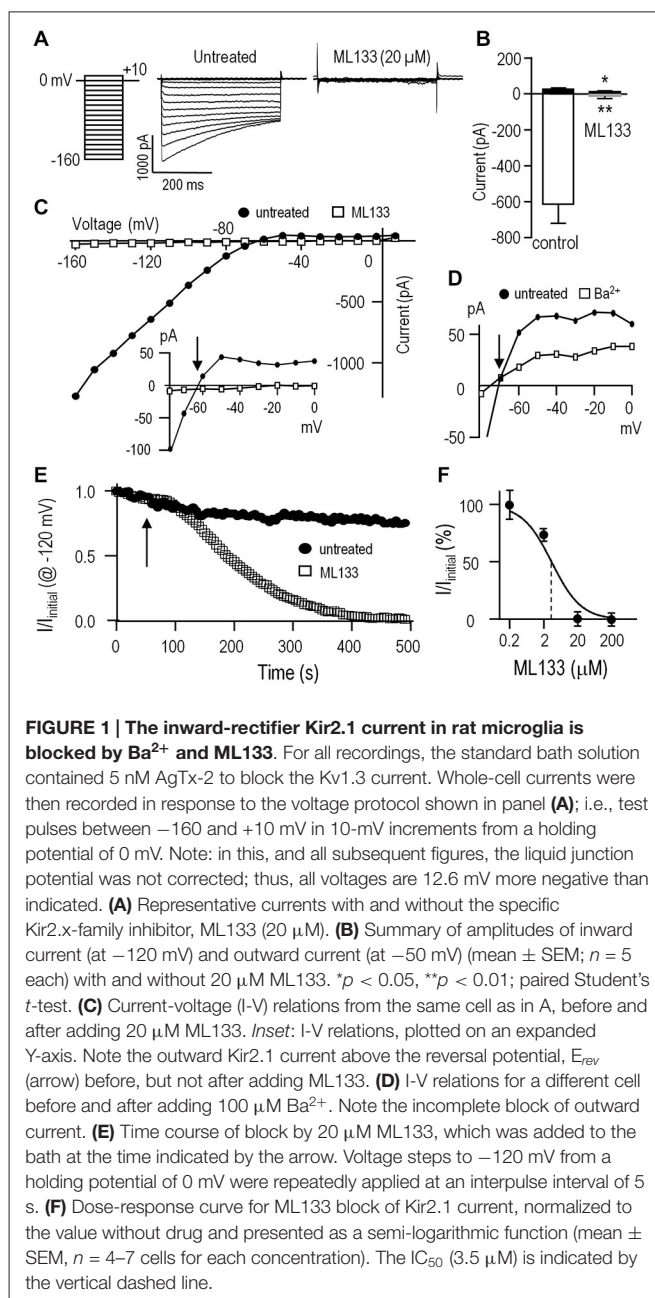 A
B
Untreated
ML133 (20 µM)
+10
0 mV
-160
1000 pA
200 ms
Current (pA)
200
0
-200
-400
-600
-800
*
**
ML133
control
C
untreated
ML133
Voltage (mV)
-160
-120
-80
-40
0
-500
-1000
Current (pA)
pA
50
0
-50
-100
-60
-40
-20
0
mV
D
untreated
Ba²⁺
pA
50
0
-50
-60
-40
-20
0
mV
E
I/I_initial (@ -120 mV)
1.0
0.5
0.0
untreated
ML133
0
100
200
300
400
500
Time (s)
F
I/I_initial (%)
100
50
0
0.2
2
20
200
ML133 (µM)
FIGURE 1 | The inward-rectifier Kir2.1 current in rat microglia is
blocked by Ba²⁺ and ML133. For all recordings, the standard bath solution
contained 5 nM AgTx-2 to block the Kv1.3 current. Whole-cell currents were
then recorded in response to the voltage protocol shown in panel (A); i.e., test
pulses between −160 and +10 mV in 10-mV increments from a holding
potential of 0 mV. Note: in this, and all subsequent figures, the liquid junction
potential was not corrected; thus, all voltages are 12.6 mV more negative than
indicated. (A) Representative currents with and without the specific
Kir2.x-family inhibitor, ML133 (20 µM). (B) Summary of amplitudes of inward
current (at −120 mV) and outward current (at −50 mV) (mean ± SEM; n = 5
each) with and without 20 µM ML133. *p < 0.05, **p < 0.01; paired Student's
t-test. (C) Current-voltage (I-V) relations from the same cell as in A, before and
after adding 20 µM ML133. Inset: I-V relations, plotted on an expanded
Y-axis. Note the outward Kir2.1 current above the reversal potential, E_rev
(arrow) before, but not after adding ML133. (D) I-V relations for a different cell
before and after adding 100 µM Ba²⁺. Note the incomplete block of outward
current. (E) Time course of block by 20 µM ML133, which was added to the
bath at the time indicated by the arrow. Voltage steps to −120 mV from a
holding potential of 0 mV were repeatedly applied at an interpulse interval of 5
s. (F) Dose-response curve for ML133 block of Kir2.1 current, normalized to
the value without drug and presented as a semi-logarithmic function (mean ±
SEM, n = 4–7 cells for each concentration). The IC₅₀ (3.5 µM) is indicated by
the vertical dashed line.